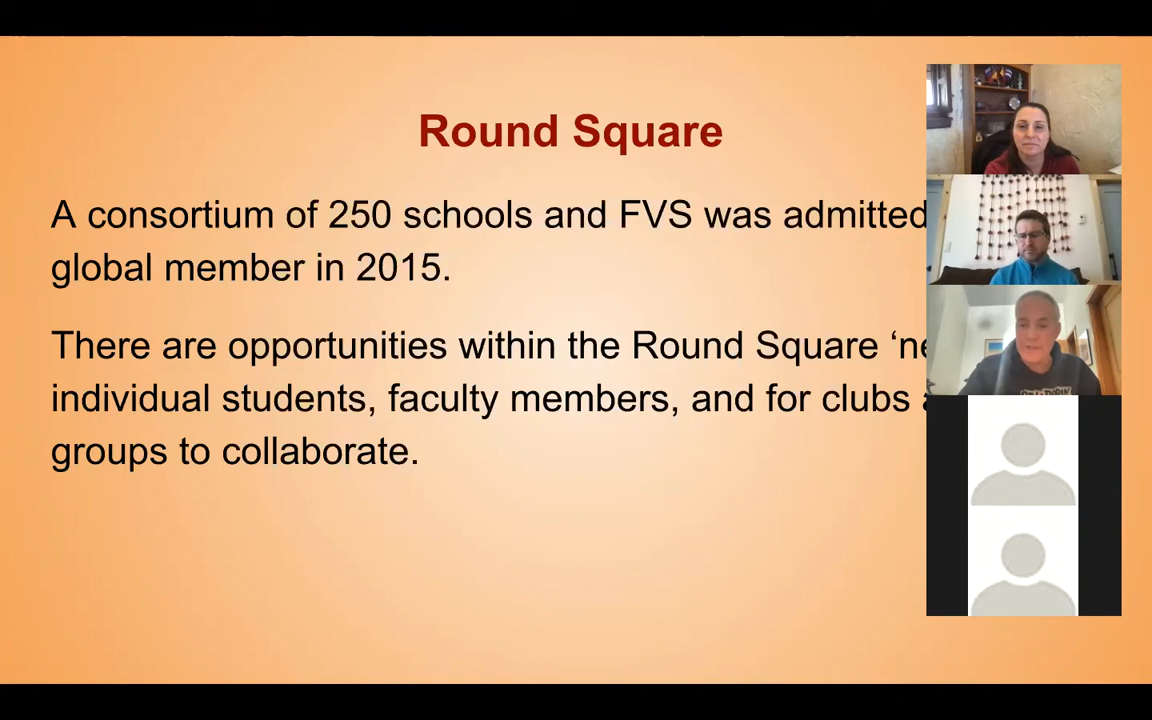 Round Square
A consortium of 250 schools and FVS was admitted
global member in 2015.
There are opportunities within the Round Square
individual students, faculty members, and for clubs
groups to collaborate.